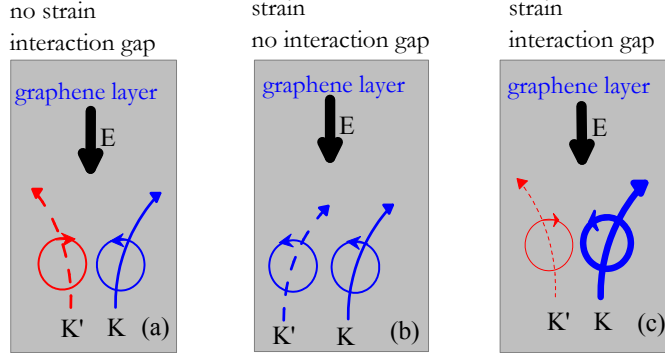 no strain
interaction gap
graphene layer
E
K' K (a)
strain
no interaction gap
graphene layer
E
K' K (b)
strain
interaction gap
graphene layer
E
K' K (c)